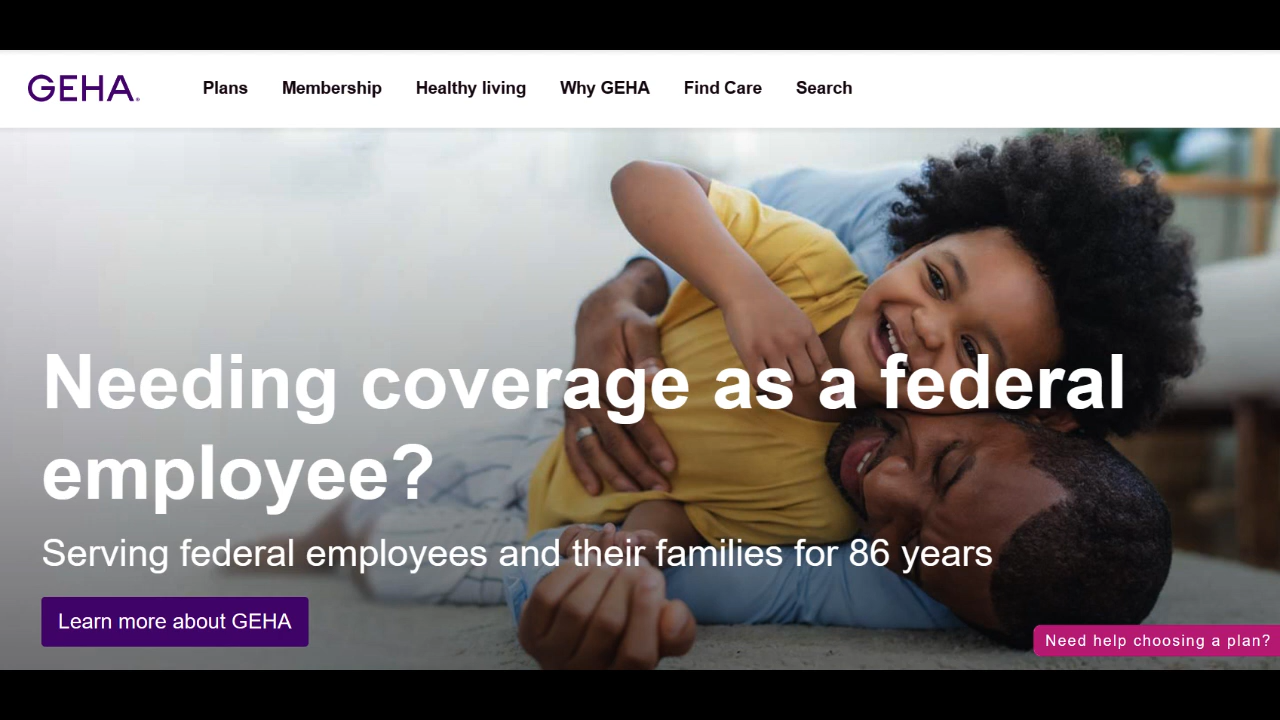 GEHA
Plans Membership Healthy living Why GEHA Find Care Search
Needing coverage as a federal
employee?
Serving federal employees and their families for 86 years
Learn more about GEHA
Need help choosing a plan?